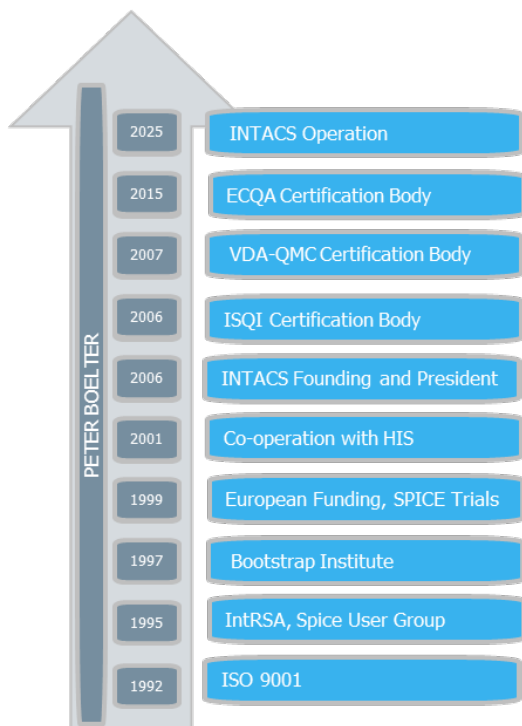 PETER BOELTER
2025 INTACS Operation
2015 ECQA Certification Body
2007 VDA-QMC Certification Body
2006 ISQI Certification Body
2006 INTACS Founding and President
2001 Co-operation with HIS
1999 European Funding, SPICE Trials
1997 Bootstrap Institute
1995 IntRSA, Spice User Group
1992 ISO 9001